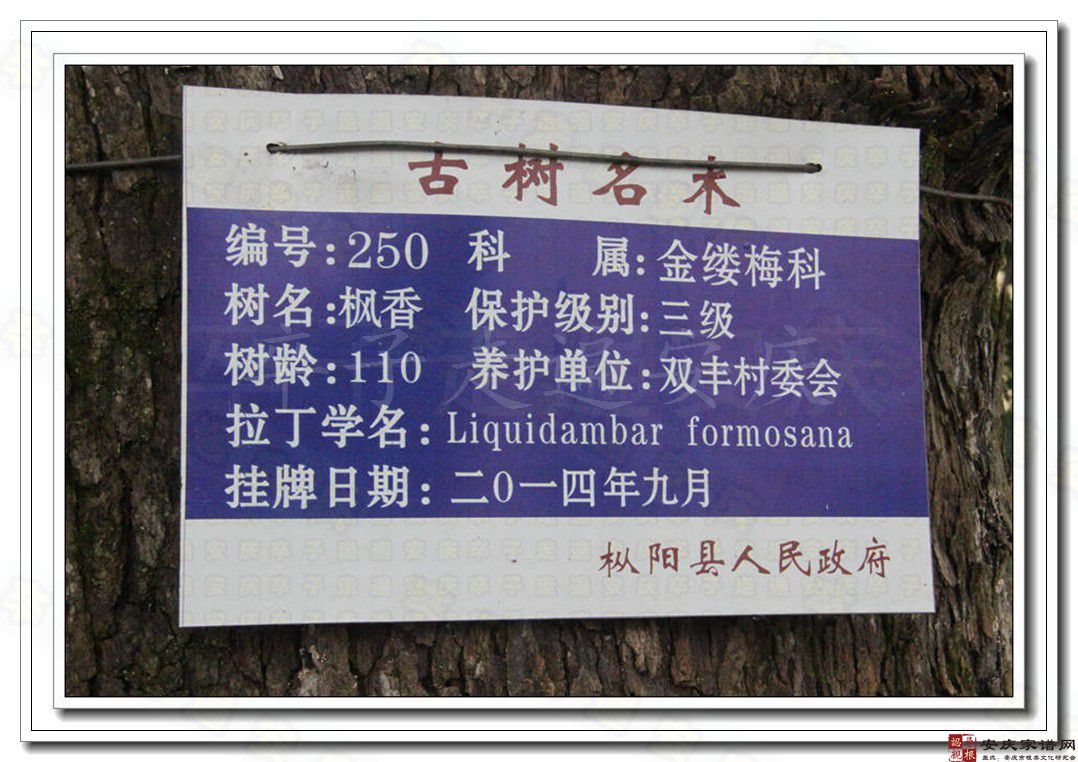 古树名木
编号:250 科 属:金缕梅科
树名:枫香 保护级别:三级
树龄:110 养护单位:双丰村委会
拉丁学名:Liquidambar formosana
挂牌日期:二0一四年九月
枞阳县人民政府
安庆家谱网